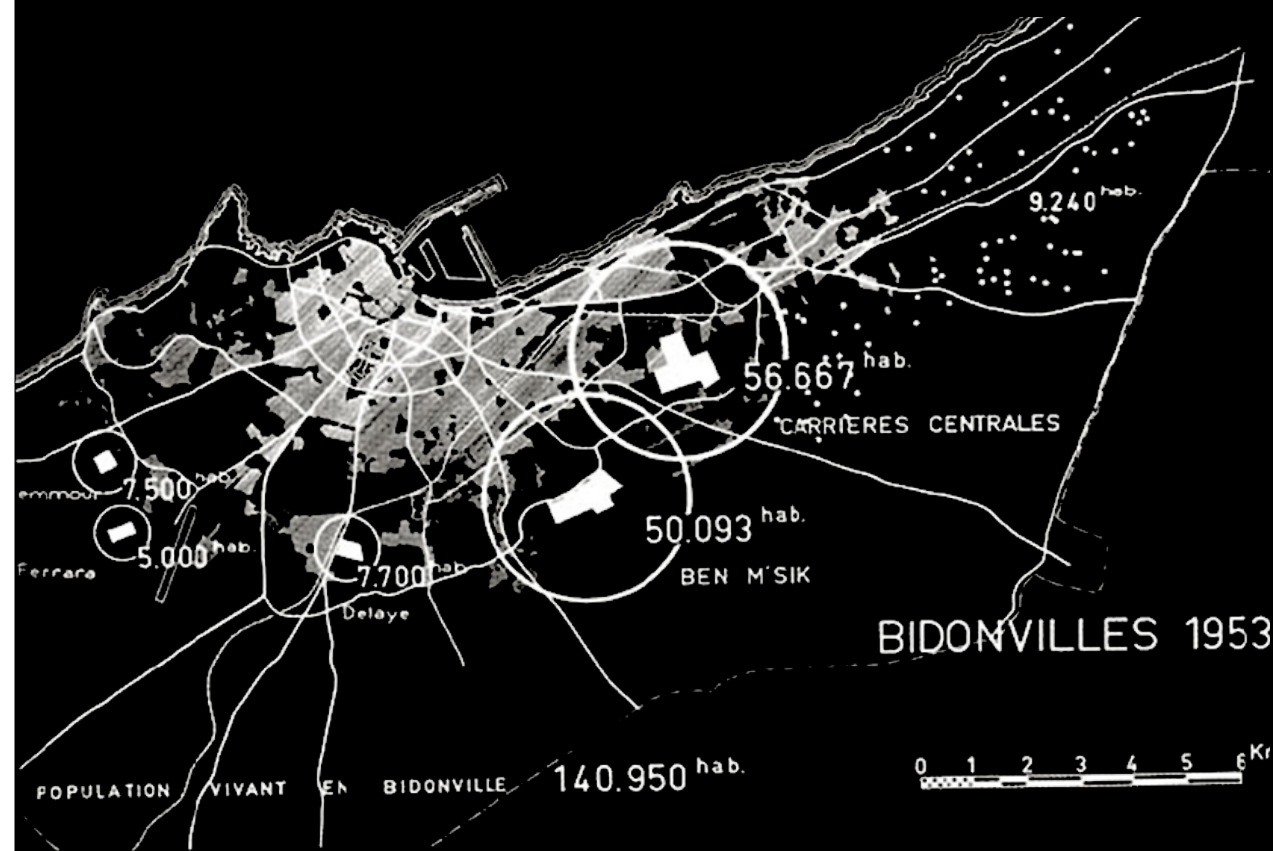 9.240 hab.
56.667 hab.
CARRIERES CENTRALES
emmour
7.500 hab.
5.000 hab.
Ferrara
7.700 hab
Delaye
50.093 hab.
BEN M'SIK
BIDONVILLES 1953
POPULATION VIVANT EN BIDONVILLE 140.950 hab.
0 1 2 3 4 5 6 Km